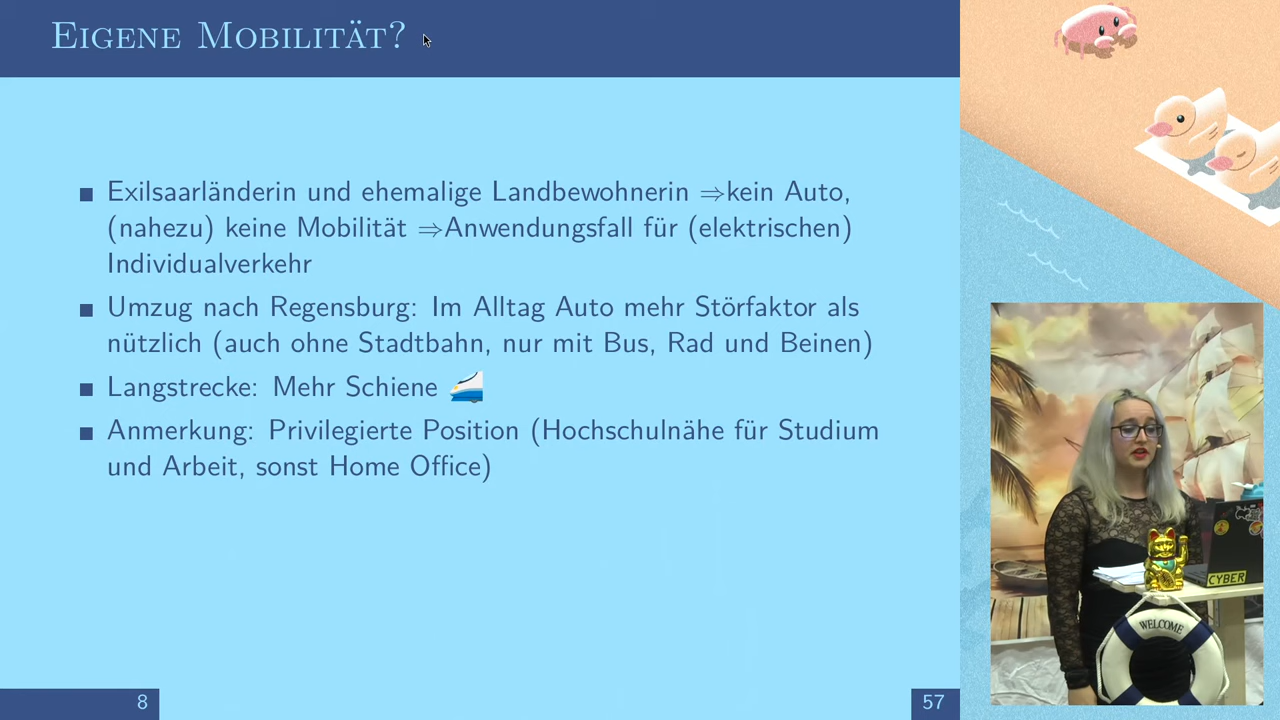 Eigene Mobilität?
■ Exilsaarländerin und ehemalige Landbewohnerin ⇒kein Auto,
(nahezu) keine Mobilität ⇒Anwendungsfall für (elektrischen)
Individualverkehr
■ Umzug nach Regensburg: Im Alltag Auto mehr Störfaktor als
nützlich (auch ohne Stadtbahn, nur mit Bus, Rad und Beinen)
■ Langstrecke: Mehr Schiene 🚄
■ Anmerkung: Privilegierte Position (Hochschulnähe für Studium
und Arbeit, sonst Home Office)
8
57
CYBER
WELCOME